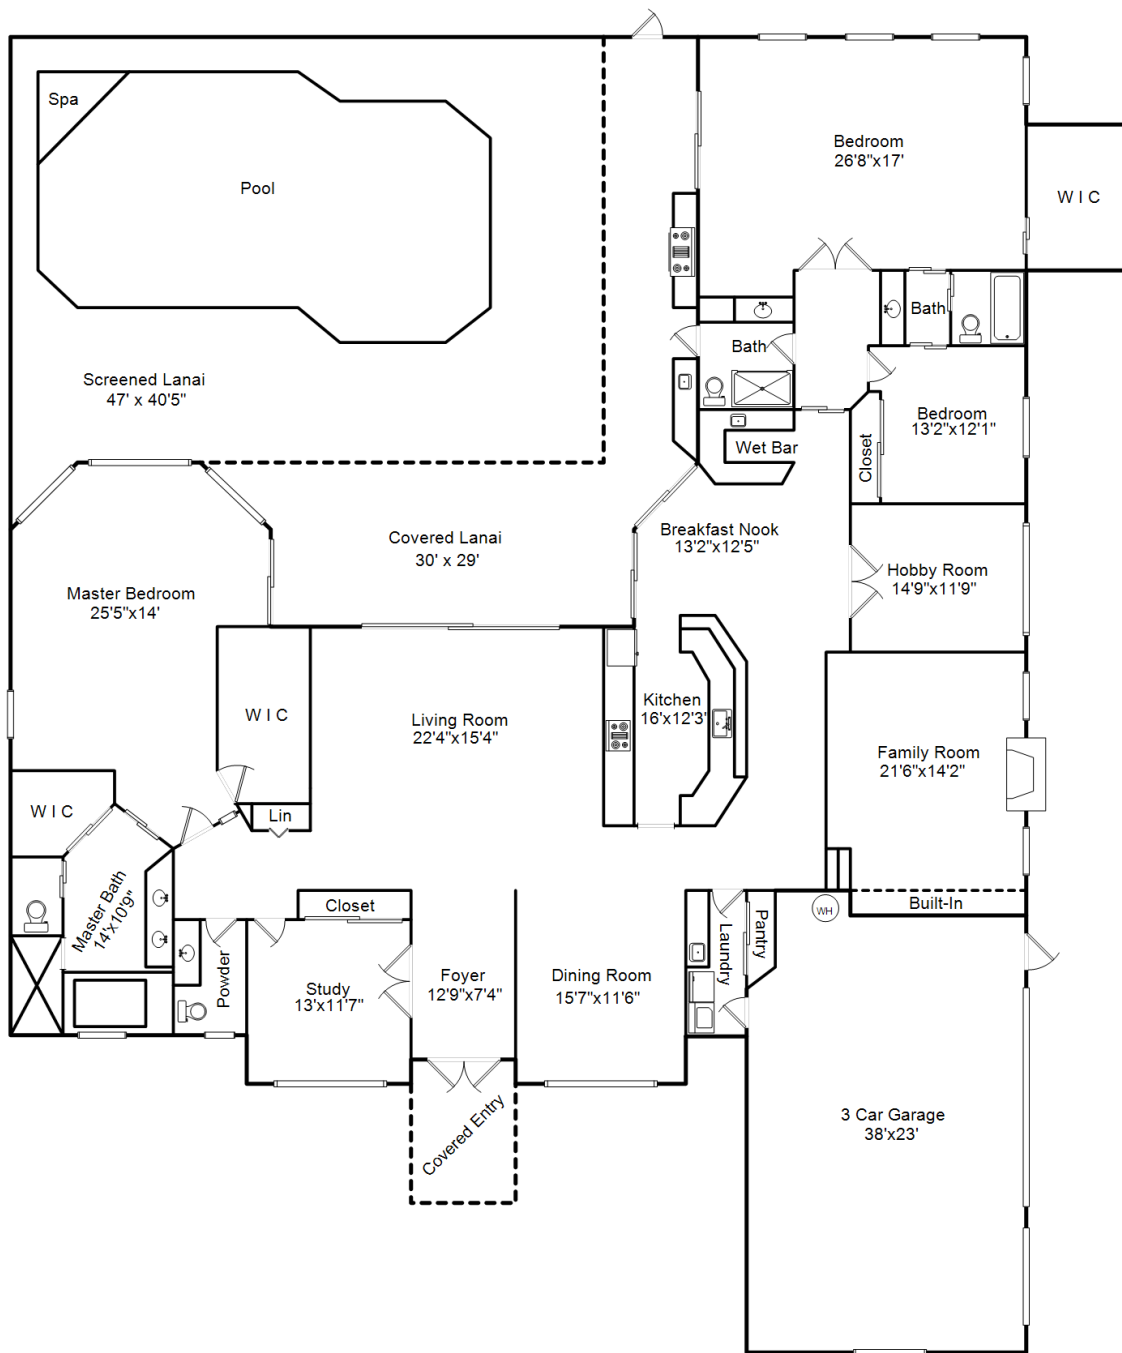 Spa
Pool
Bedroom
26'8"x17'
W I C
Bath
Bath
Screened Lanai
47' x 40'5"
Bedroom
13'2"x12'1"
Wet Bar
Closet
Covered Lanai
30' x 29'
Breakfast Nook
13'2"x12'5"
Hobby Room
14'9"x11'9"
Master Bedroom
25'5"x14'
W I C
Living Room
22'4"x15'4"
Kitchen
16'x12'3"
Family Room
21'6"x14'2"
W I C
Lin
Master Bath
14'x10'9"
Closet
Built-In
WH
Pantry
Laundry
Powder
Study
13'x11'7"
Foyer
12'9"x7'4"
Dining Room
15'7"x11'6"
Covered Entry
3 Car Garage
38'x23'